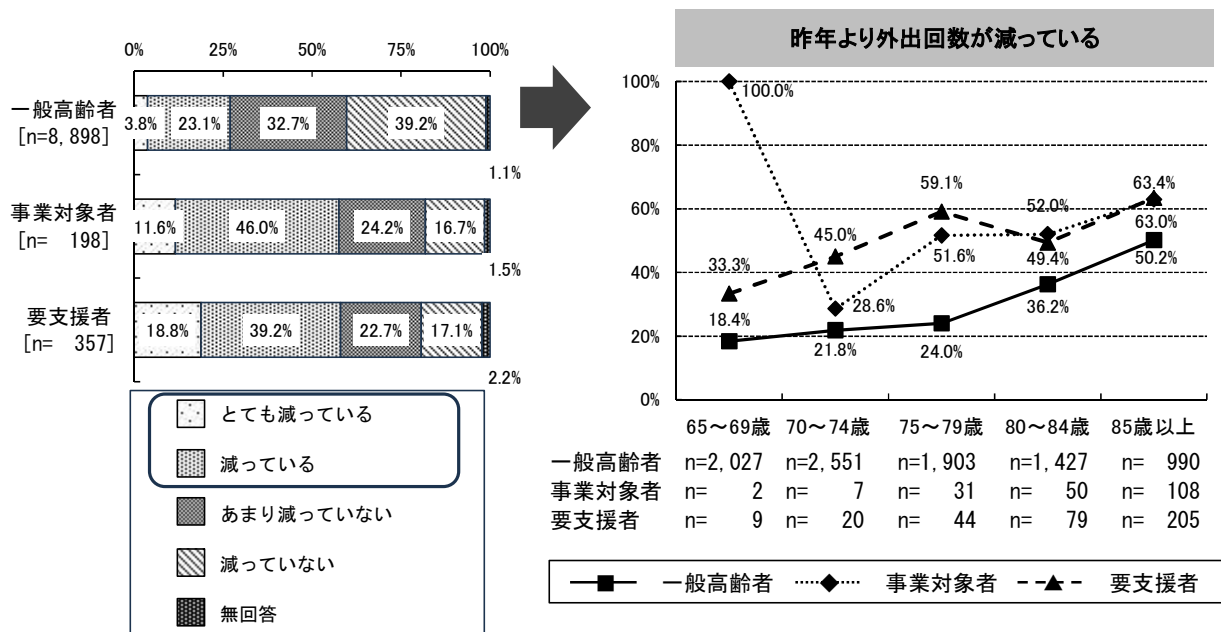 0% 25% 50% 75% 100%
一般高齢者
[n=8,898]
3.8% 23.1% 32.7% 39.2%
1.1%
事業対象者
[n= 198]
11.6% 46.0% 24.2% 16.7%
1.5%
要支援者
[n= 357]
18.8% 39.2% 22.7% 17.1%
2.2%
とても減っている
減っている
あまり減っていない
減っていない
無回答
昨年より外出回数が減っている
100%
80%
60%
40%
20%
0%
100.0%
28.6%
51.6%
52.0%
63.0%
33.3%
45.0%
59.1%
49.4%
63.4%
18.4%
21.8%
24.0%
36.2%
50.2%
65～69歳 70～74歳 75～79歳 80～84歳 85歳以上
一般高齢者 n=2,027 n=2,551 n=1,903 n=1,427 n= 990
事業対象者 n= 2 n= 7 n= 31 n= 50 n= 108
要支援者 n= 9 n= 20 n= 44 n= 79 n= 205
一般高齢者 事業対象者 要支援者